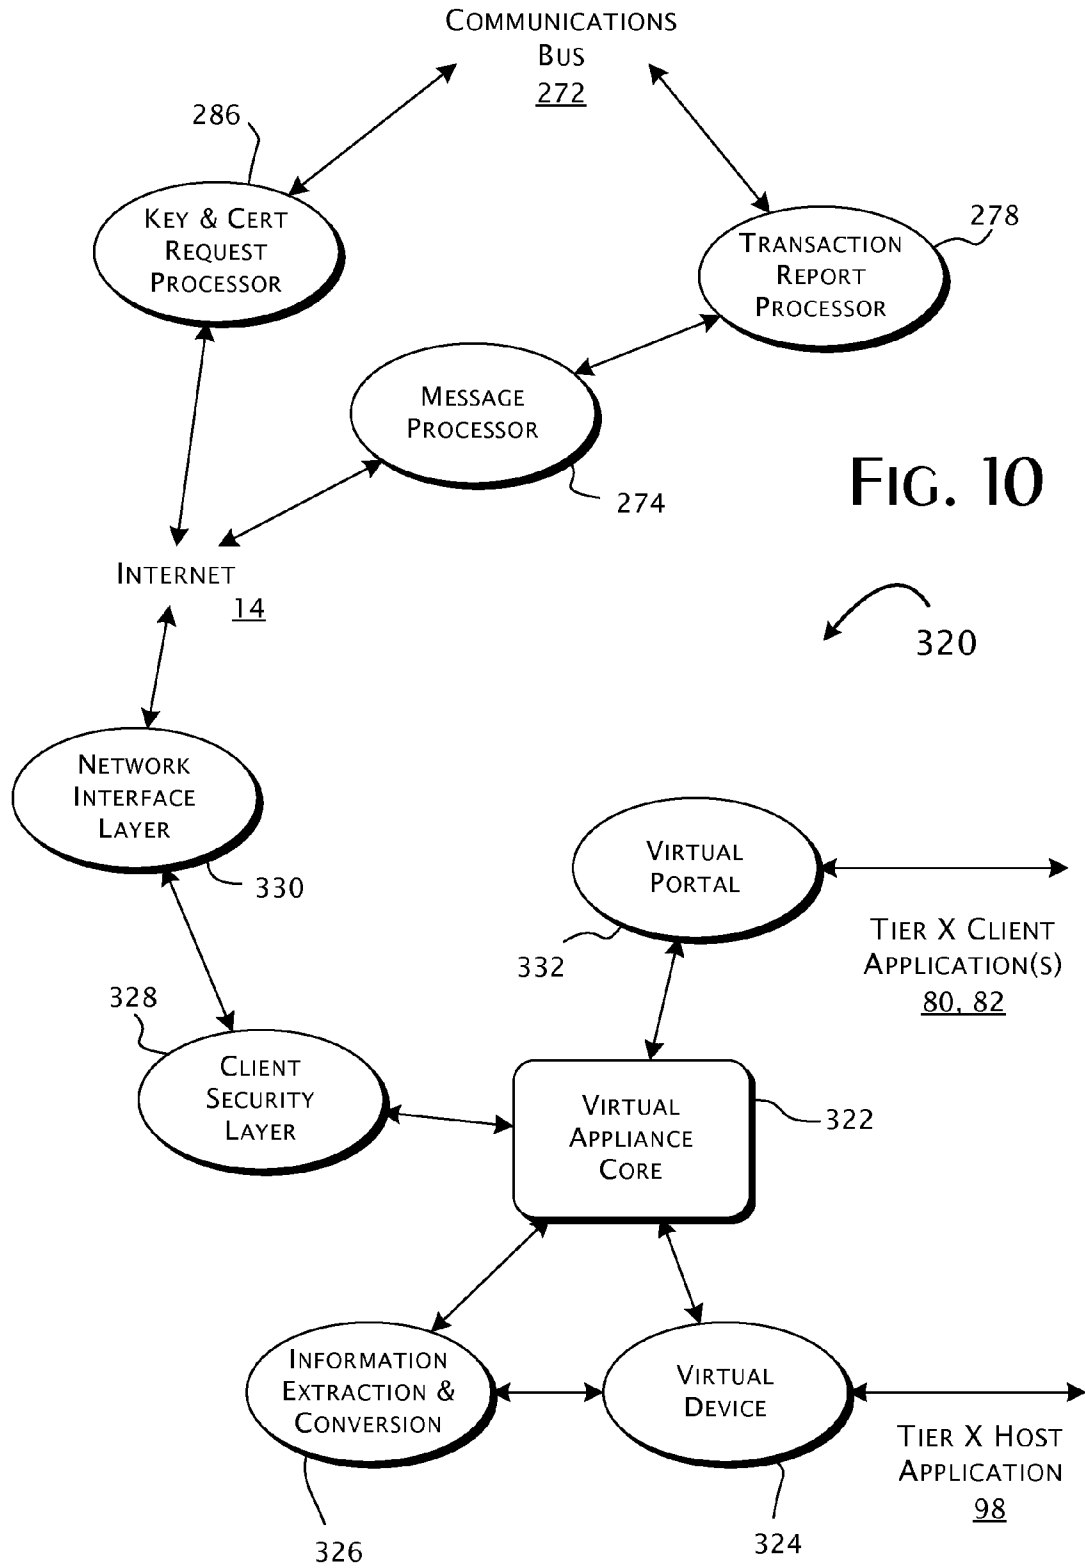 COMMUNICATIONS
BUS
272
286
KEY & CERT
REQUEST
PROCESSOR
278
TRANSACTION
REPORT
PROCESSOR
MESSAGE
PROCESSOR
274
FIG. 10
INTERNET
14
320
NETWORK
INTERFACE
LAYER
330
VIRTUAL
PORTAL
332
TIER X CLIENT
APPLICATION(S)
80, 82
328
CLIENT
SECURITY
LAYER
VIRTUAL
APPLIANCE
CORE
322
INFORMATION
EXTRACTION &
CONVERSION
326
VIRTUAL
DEVICE
324
TIER X HOST
APPLICATION
98